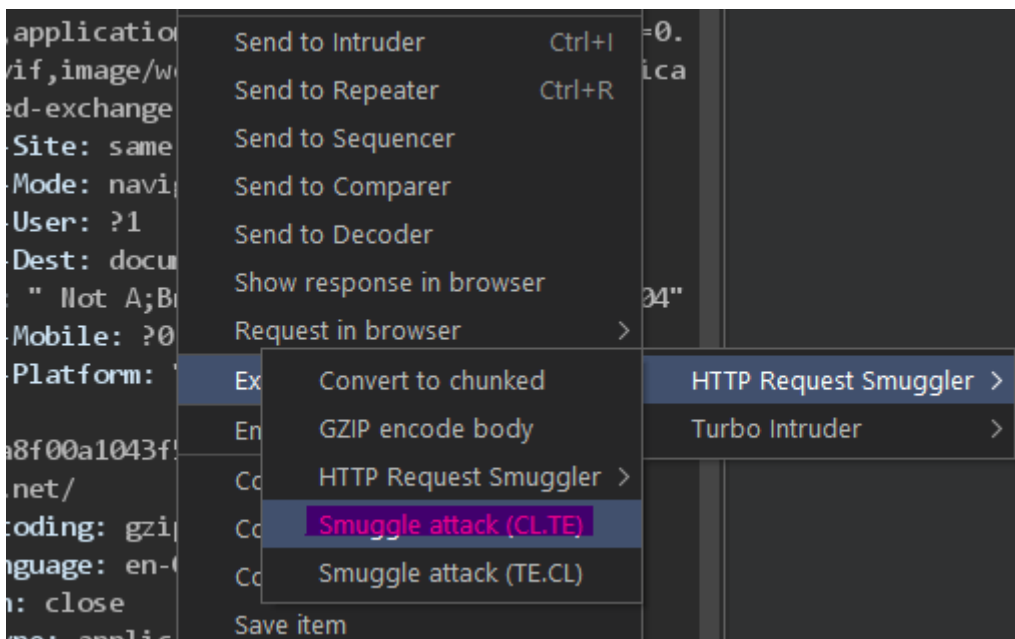 ,application
=0.
vif,image/w
ica
ed-exchange
-Site: same
-Mode: navi
-User: ?1
-Dest: docu
: " Not A;B
04"
-Mobile: ?0
-Platform: "
a8f00a1043f
.net/
coding: gzip
nguage: en-
n: close
Send to Intruder Ctrl+I
Send to Repeater Ctrl+R
Send to Sequencer
Send to Comparer
Send to Decoder
Show response in browser
Request in browser >
Ex
En
Co
Co
Co
Save item
Convert to chunked
GZIP encode body
HTTP Request Smuggler >
Smuggle attack (CL.TE)
Smuggle attack (TE.CL)
HTTP Request Smuggler >
Turbo Intruder >